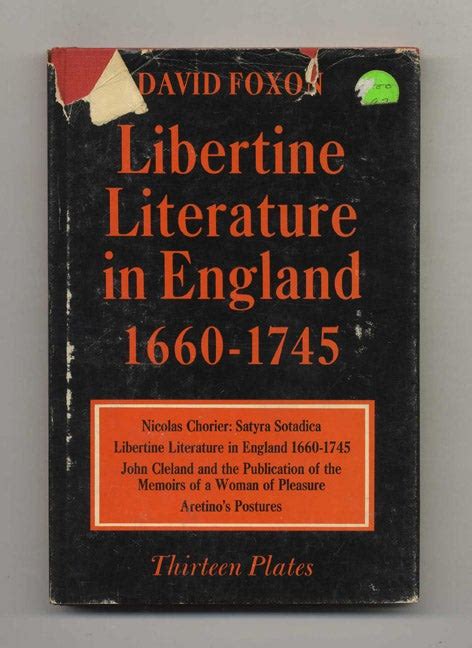 DAVID FOXON
Libertine
Literature
in England
1660-1745
Nicolas Chorier: Satyra Sotadica
Libertine Literature in England 1660-1745
John Cleland and the Publication of the
Memoirs of a Woman of Pleasure
Aretino's Postures
Thirteen Plates